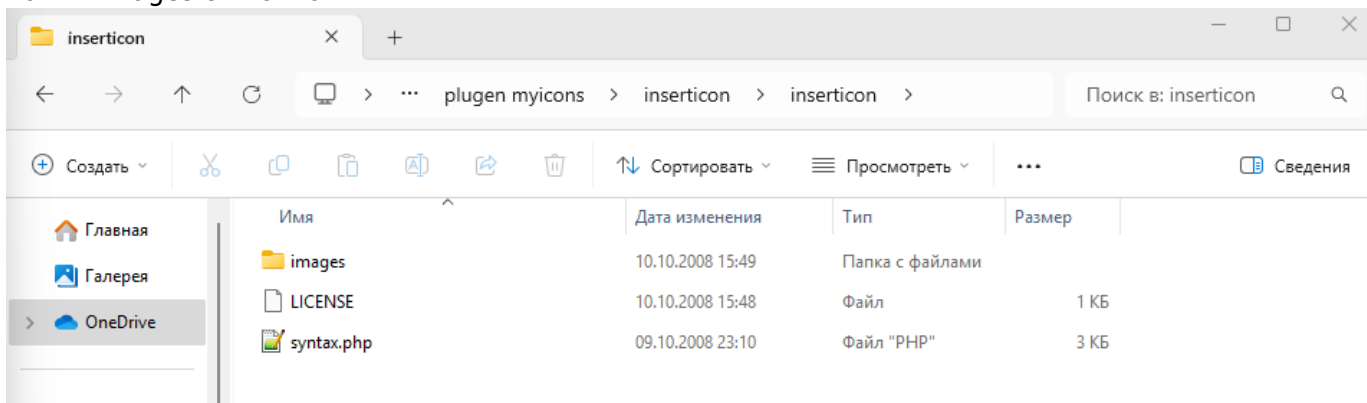 inserticon
plugen myicons > inserticon > inserticon >
Поиск в: inserticon
Создать
Сортировать
Просмотреть
Сведения
Имя
Дата изменения
Тип
Размер
Главная
Галерея
OneDrive
images 10.10.2008 15:49 Папка с файлами
LICENSE 10.10.2008 15:48 Файл 1 КБ
syntax.php 09.10.2008 23:10 Файл "PHP" 3 КБ